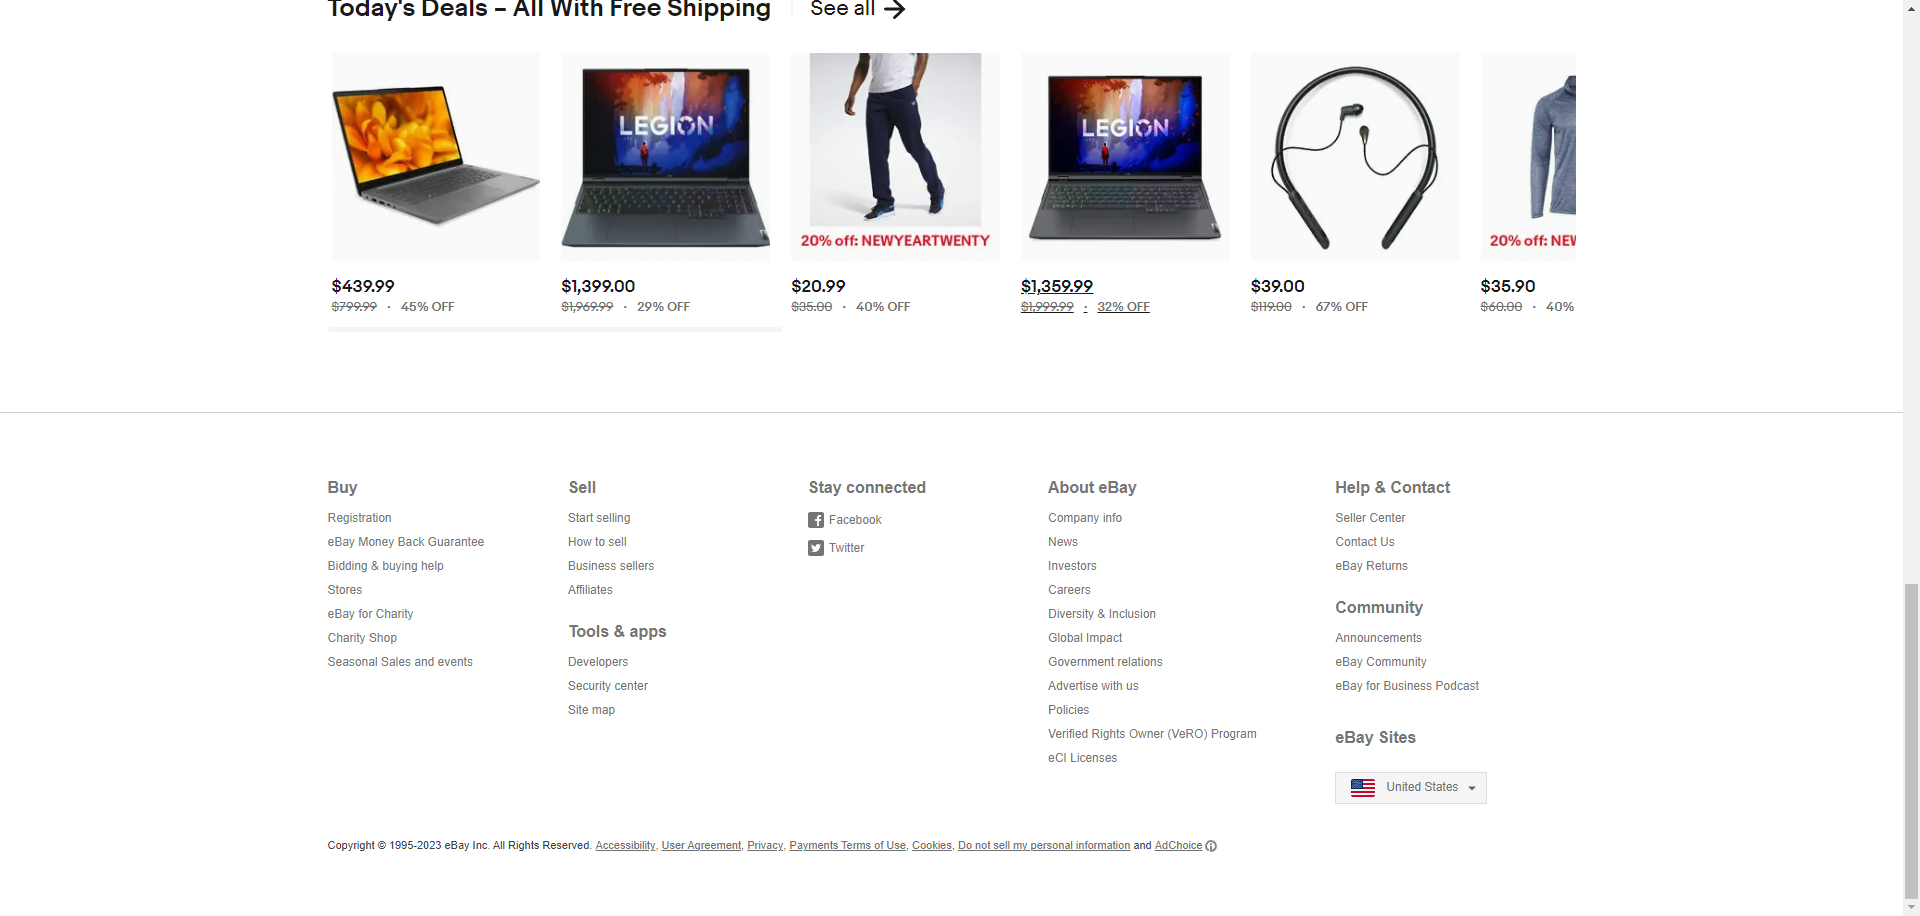 Today's Deals – All With Free Shipping See all
LEGION
LEGION
20% off: NEWYEARTWENTY
20% off: NEW
$439.99
$799.99 · 45% OFF
$1,399.00
$1,969.99 · 29% OFF
$20.99
$35.00 · 40% OFF
$1,359.99
$1,999.99 · 32% OFF
$39.00
$119.00 · 67% OFF
$35.90
$60.00 · 40%
Buy
Registration
eBay Money Back Guarantee
Bidding & buying help
Stores
eBay for Charity
Charity Shop
Seasonal Sales and events
Sell
Start selling
How to sell
Business sellers
Affiliates
Tools & apps
Developers
Security center
Site map
Stay connected
Facebook
Twitter
About eBay
Company info
News
Investors
Careers
Diversity & Inclusion
Global Impact
Government relations
Advertise with us
Policies
Verified Rights Owner (VeRO) Program
eCI Licenses
Help & Contact
Seller Center
Contact Us
eBay Returns
Community
Announcements
eBay Community
eBay for Business Podcast
eBay Sites
United States
Copyright © 1995-2023 eBay Inc. All Rights Reserved. Accessibility, User Agreement, Privacy, Payments Terms of Use, Cookies, Do not sell my personal information and AdChoice